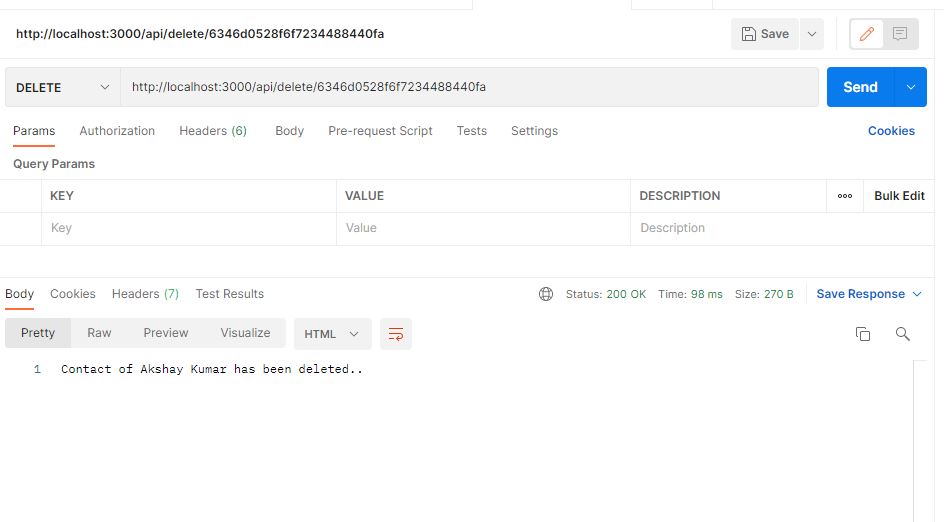 http://localhost:3000/api/delete/6346d0528f6f7234488440fa Save
DELETE http://localhost:3000/api/delete/6346d0528f6f7234488440fa Send
Params Authorization Headers (6) Body Pre-request Script Tests Settings Cookies
Query Params
KEY VALUE DESCRIPTION ooo Bulk Edit
Key Value Description
Body Cookies Headers (7) Test Results Status: 200 OK Time: 98 ms Size: 270 B Save Response
Pretty Raw Preview Visualize HTML
1 Contact of Akshay Kumar has been deleted..